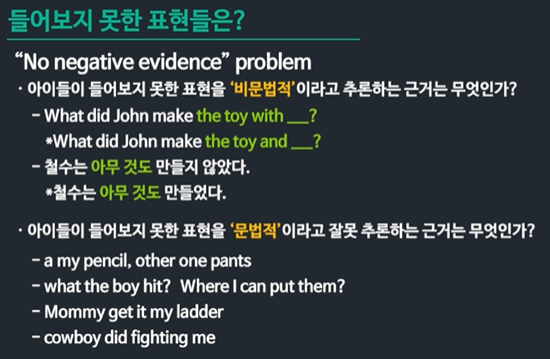 들어보지 못한 표현들은?
“No negative evidence” problem
· 아이들이 들어보지 못한 표현을 ‘비문법적’이라고 추론하는 근거는 무엇인가?
– What did John make the toy with ___?
*What did John make the toy and ___?
– 철수는 아무 것도 만들지 않았다.
*철수는 아무 것도 만들었다.
· 아이들이 들어보지 못한 표현을 ‘문법적’이라고 잘못 추론하는 근거는 무엇인가?
– a my pencil, other one pants
– what the boy hit? Where I can put them?
– Mommy get it my ladder
– cowboy did fighting me